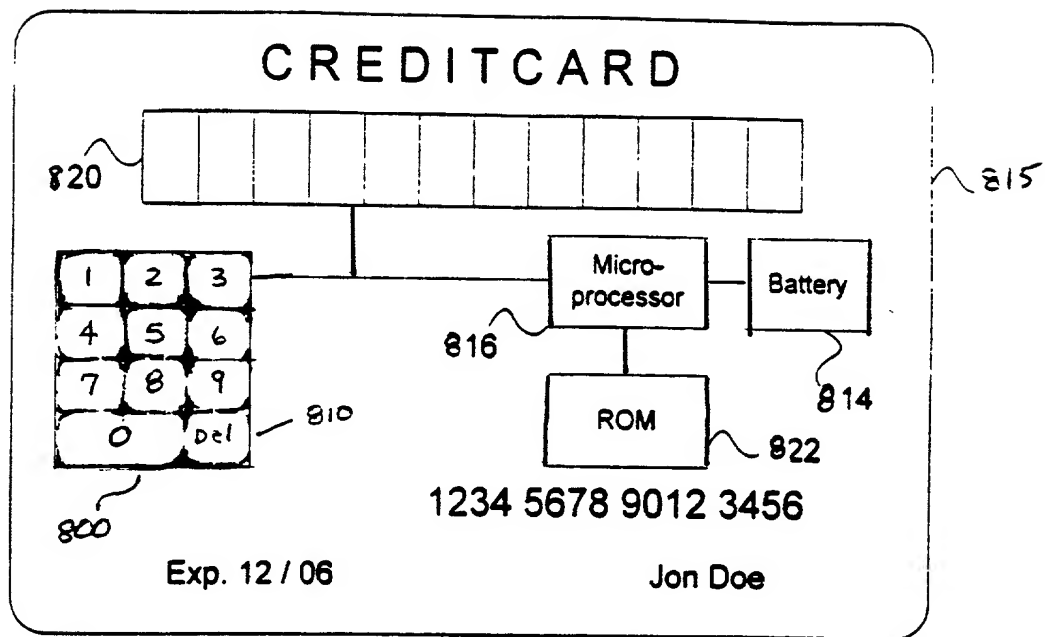 CREDITCARD
820
815
1 2 3
Micro-
processor
Battery
4 5 6
816
7 8 9
814
0 Del
810
ROM
822
800
1234 5678 9012 3456
Exp. 12 / 06
Jon Doe